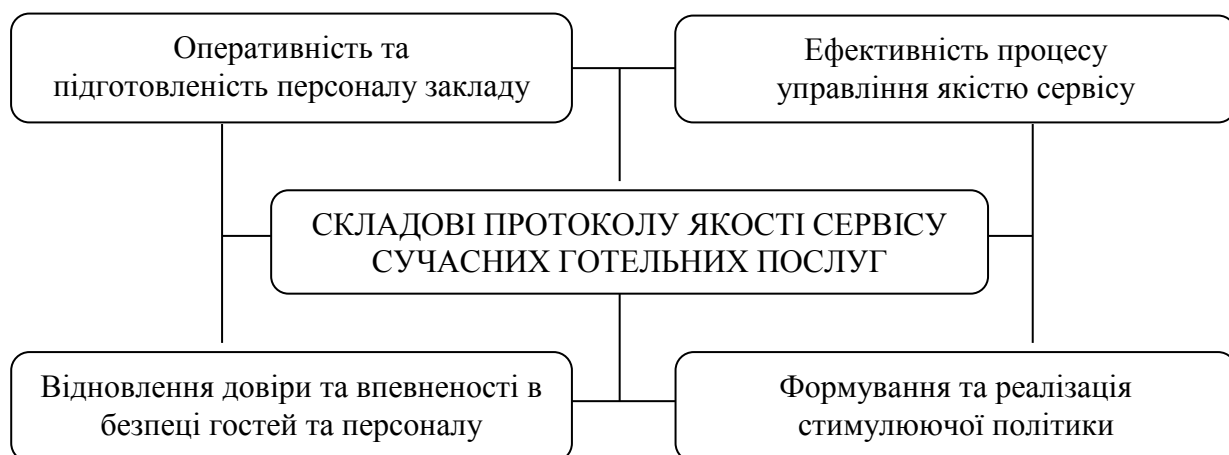 Оперативність та
підготовленість персоналу закладу
Ефективність процесу
управління якістю сервісу
СКЛАДОВІ ПРОТОКОЛУ ЯКОСТІ СЕРВІСУ
СУЧАСНИХ ГОТЕЛЬНИХ ПОСЛУГ
Відновлення довіри та впевненості в
безпеці гостей та персоналу
Формування та реалізація
стимулюючої політики